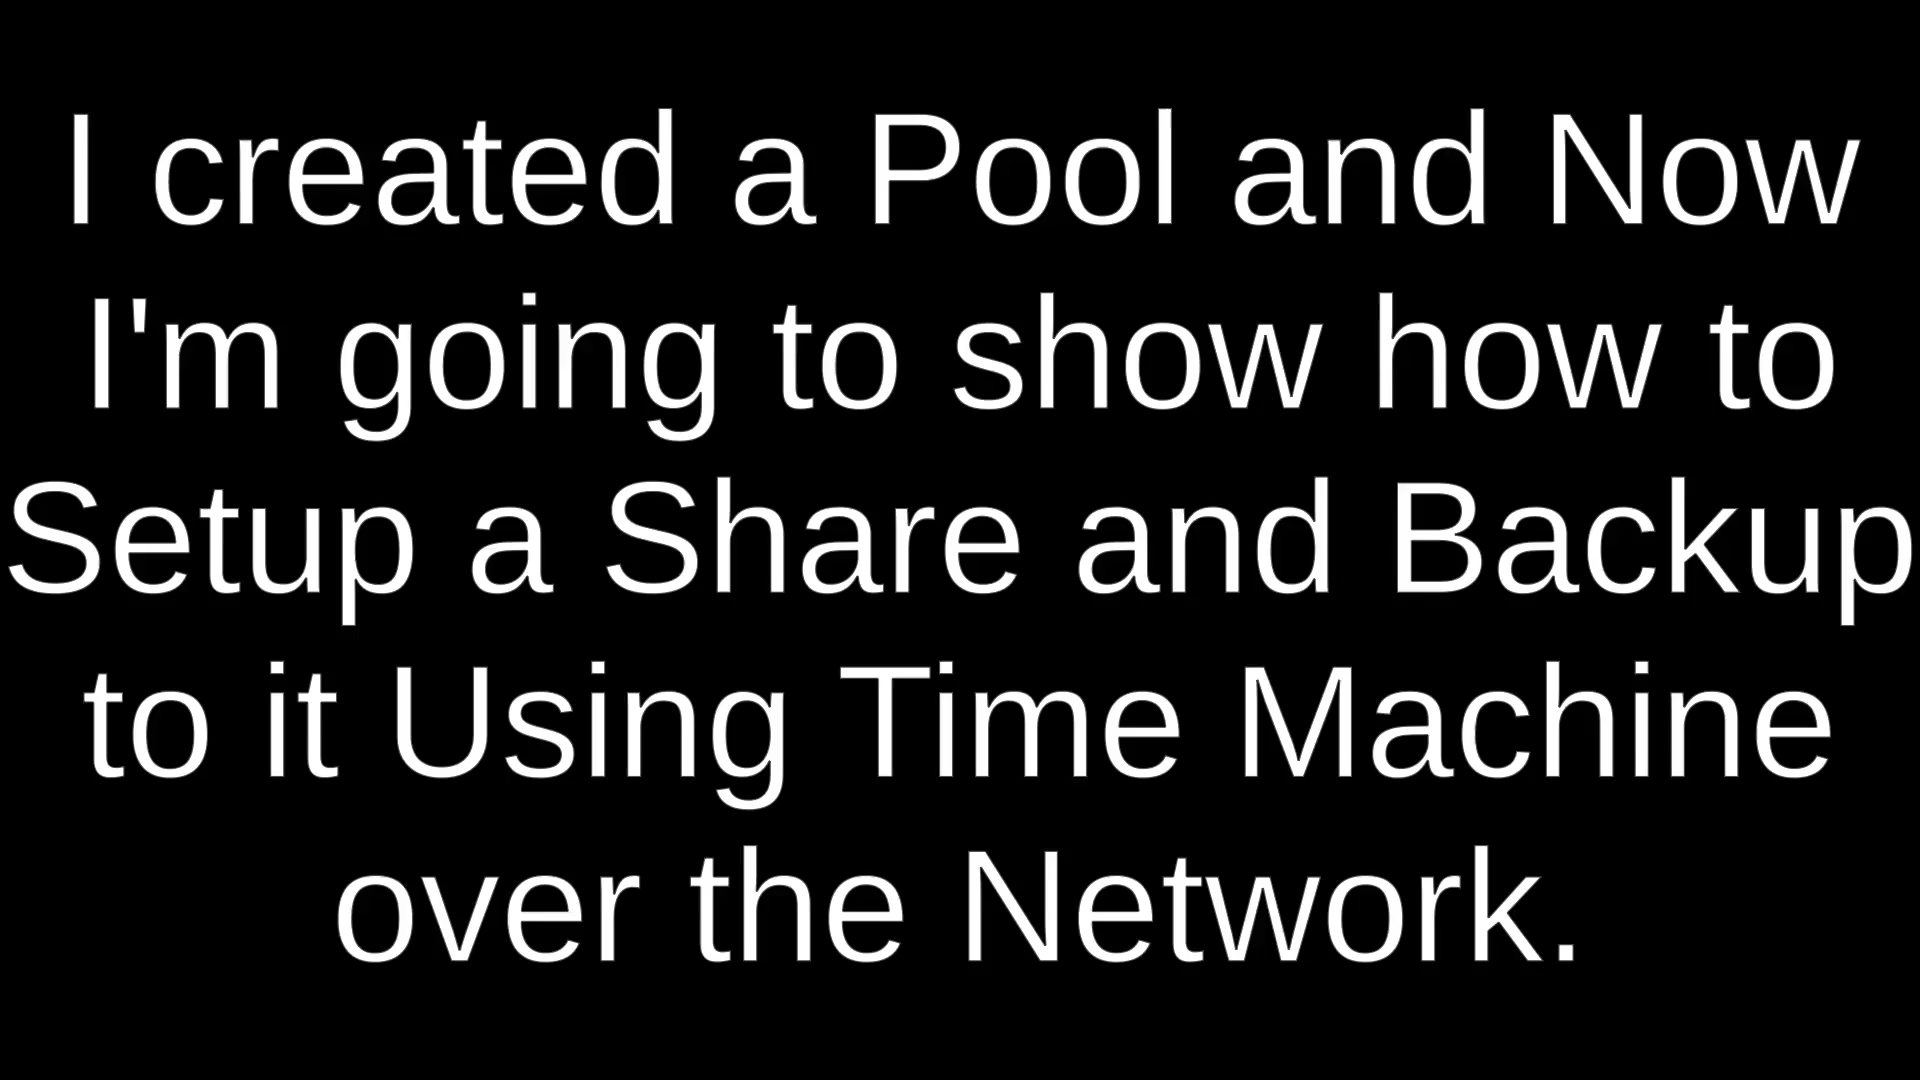 I created a Pool and Now
I'm going to show how to
Setup a Share and Backup
to it Using Time Machine
over the Network.